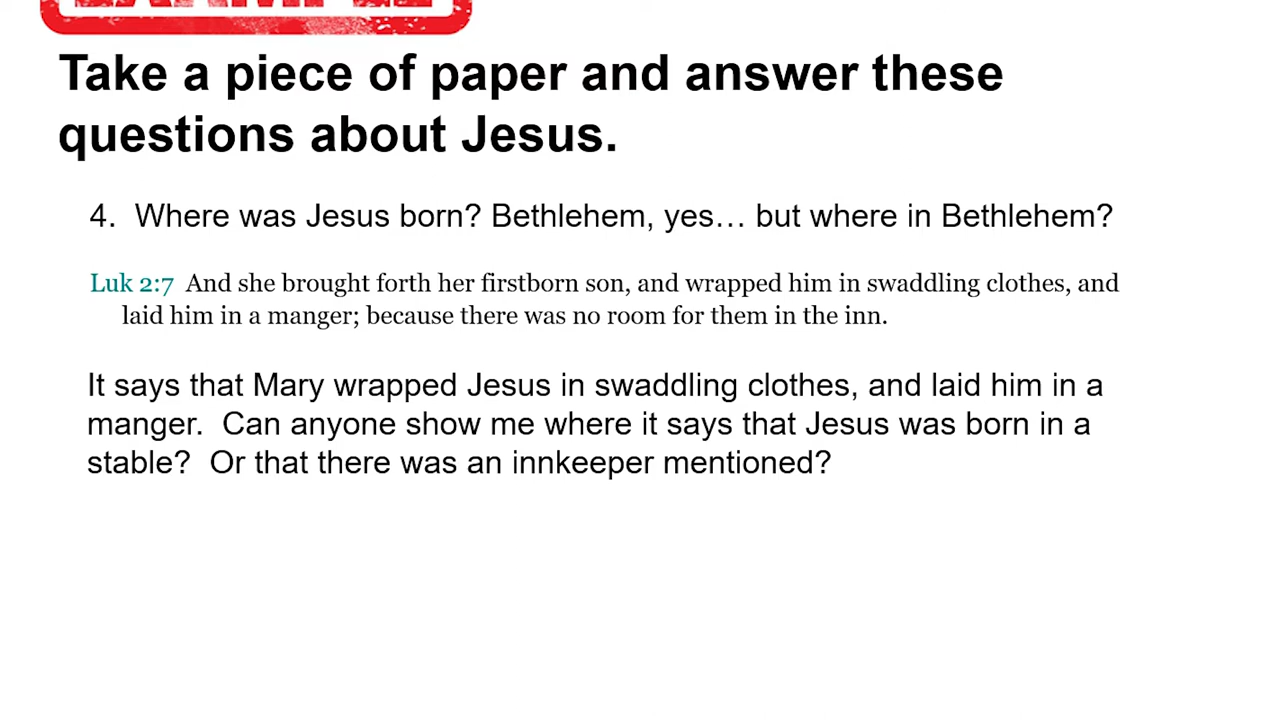 Take a piece of paper and answer these
questions about Jesus.
4. Where was Jesus born? Bethlehem, yes… but where in Bethlehem?
Luk 2:7 And she brought forth her firstborn son, and wrapped him in swaddling clothes, and
laid him in a manger; because there was no room for them in the inn.
It says that Mary wrapped Jesus in swaddling clothes, and laid him in a
manger. Can anyone show me where it says that Jesus was born in a
stable? Or that there was an innkeeper mentioned?